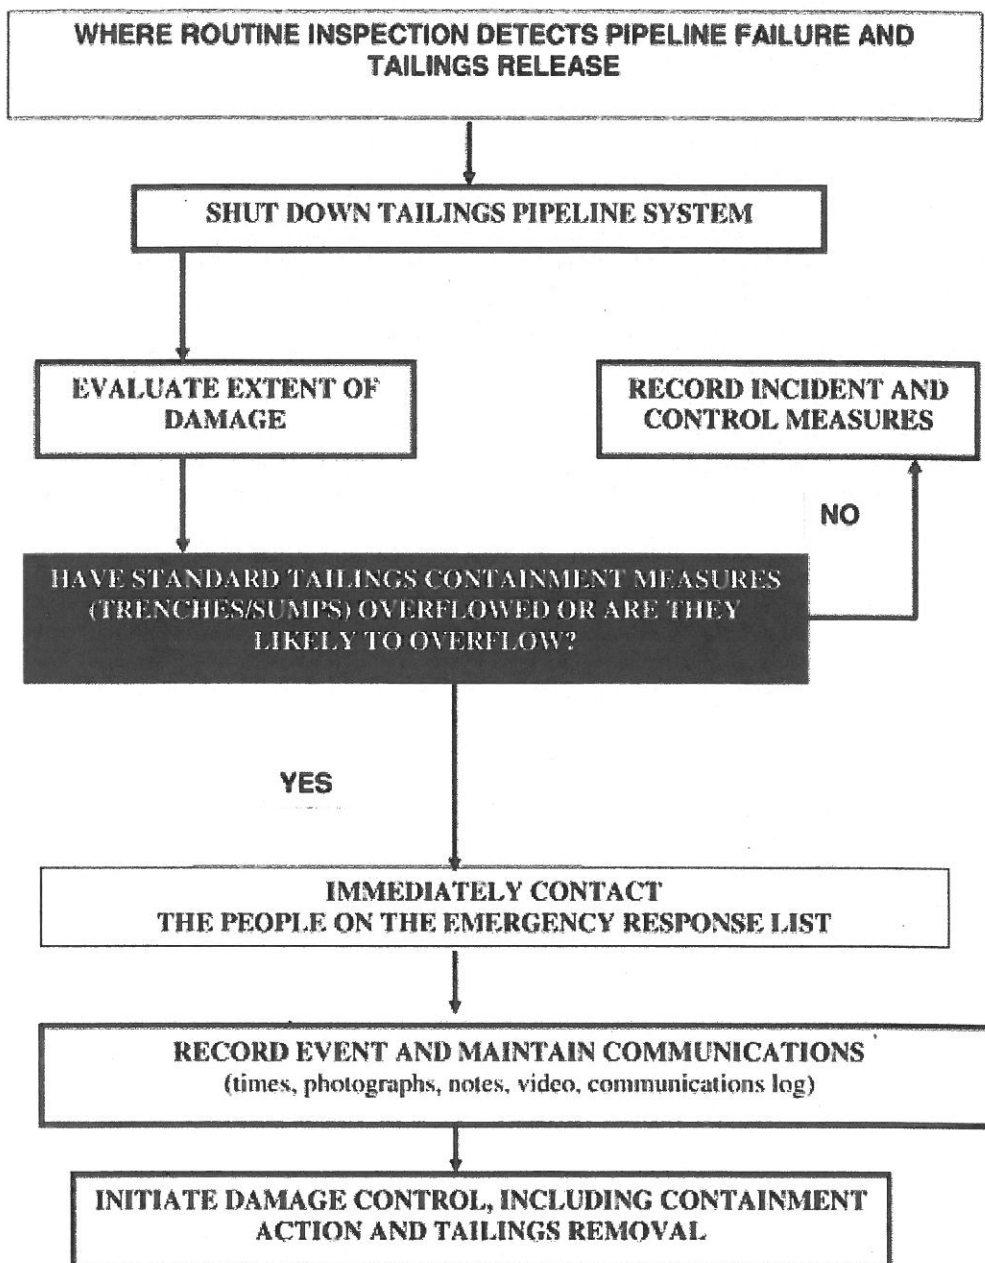 WHERE ROUTINE INSPECTION DETECTS PIPELINE FAILURE AND
TAILINGS RELEASE
SHUT DOWN TAILINGS PIPELINE SYSTEM
EVALUATE EXTENT OF
DAMAGE
RECORD INCIDENT AND
CONTROL MEASURES
NO
HAVE STANDARD TAILINGS CONTAINMENT MEASURES
(TRENCHES/SUMPS) OVERFLOWED OR ARE THEY
LIKELY TO OVERFLOW?
YES
IMMEDIATELY CONTACT
THE PEOPLE ON THE EMERGENCY RESPONSE LIST
RECORD EVENT AND MAINTAIN COMMUNICATIONS
(times, photographs, notes, video, communications log)
INITIATE DAMAGE CONTROL, INCLUDING CONTAINMENT
ACTION AND TAILINGS REMOVAL